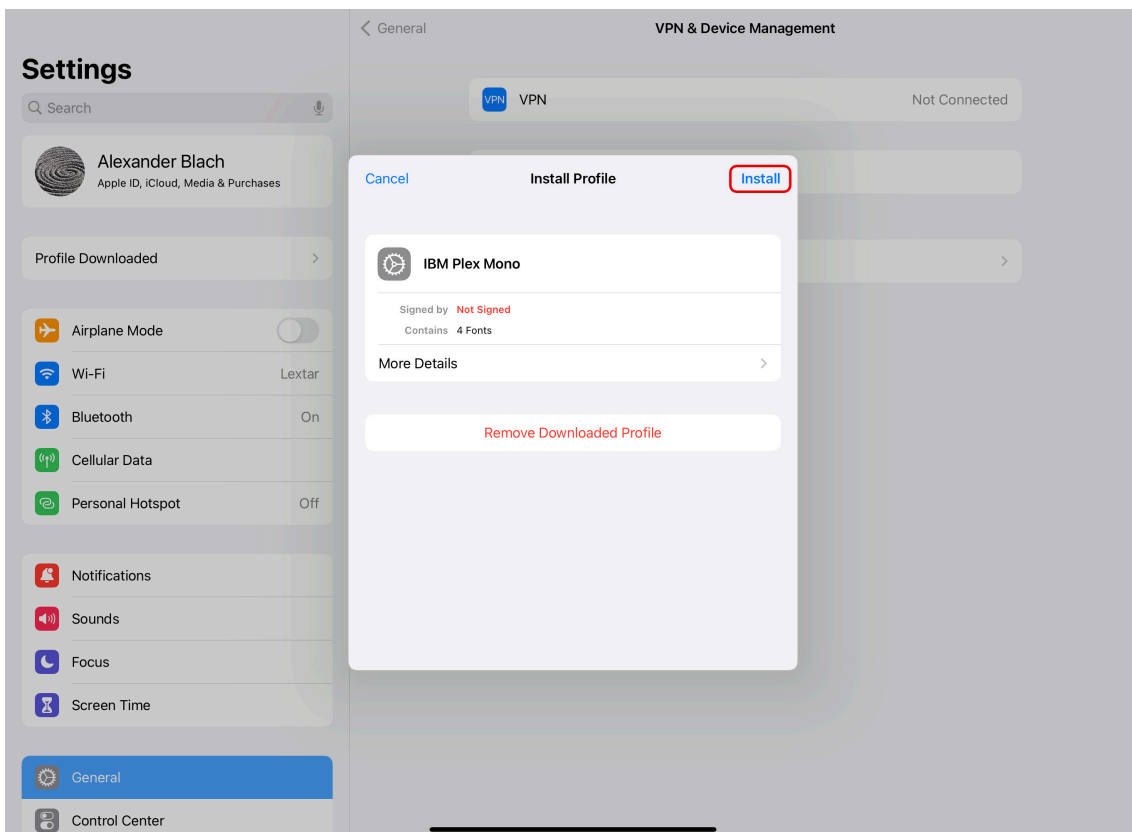 General
VPN & Device Management
Settings
Search
VPN
VPN
Not Connected
Alexander Blach
Apple ID, iCloud, Media & Purchases
Cancel
Install Profile
Install
Profile Downloaded
IBM Plex Mono
Signed by Not Signed
Contains 4 Fonts
More Details
Remove Downloaded Profile
Airplane Mode
Wi-Fi
Lextar
Bluetooth
On
Cellular Data
Personal Hotspot
Off
Notifications
Sounds
Focus
Screen Time
General
Control Center